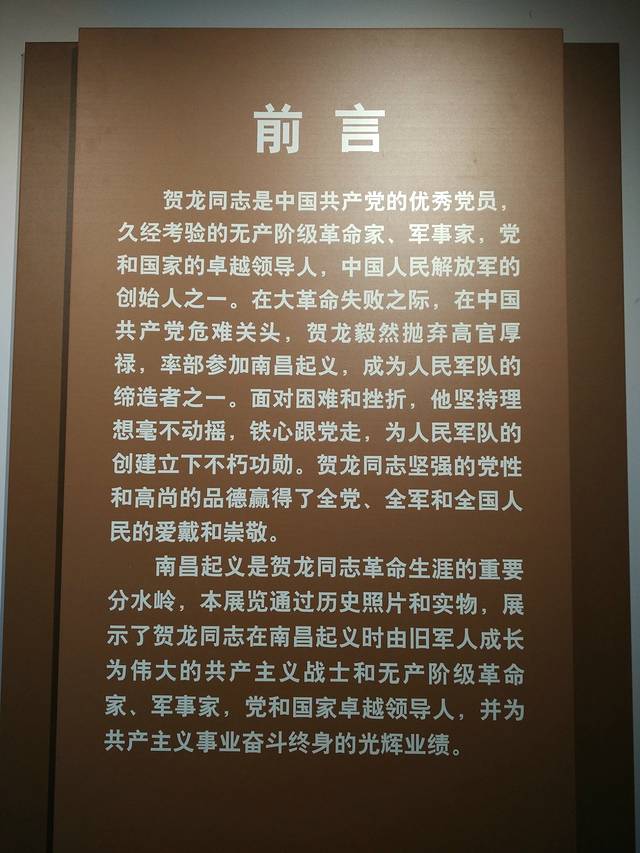 前言
贺龙同志是中国共产党的优秀党员，
久经考验的无产阶级革命家、军事家，党
和国家的卓越领导人，中国人民解放军的
创始人之一。在大革命失败之际，在中国
共产党危难关头，贺龙毅然抛弃高官厚
禄，率部参加南昌起义，成为人民军队的
缔造者之一。面对困难和挫折，他坚持理
想毫不动摇，铁心跟党走，为人民军队的
创建立下不朽功勋。贺龙同志坚强的党性
和高尚的品德赢得了全党、全军和全国人
民的爱戴和崇敬。
南昌起义是贺龙同志革命生涯的重要
分水岭，本展览通过历史照片和实物，展
示了贺龙同志在南昌起义时由旧军人成长
为伟大的共产主义战士和无产阶级革命
家、军事家，党和国家卓越领导人，并为
共产主义事业奋斗终身的光辉业绩。